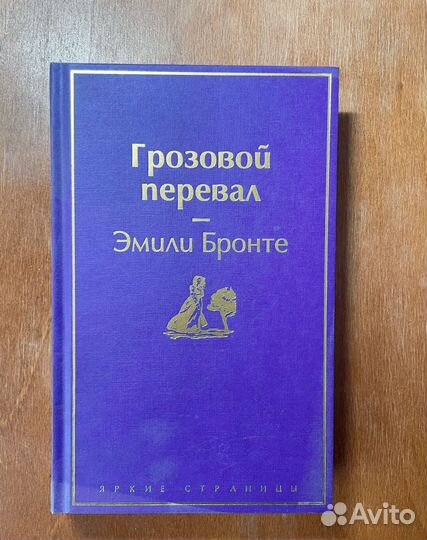 Грозовой
перевал
Эмили Бронте
ЯРКИЕ СТРАНИЦЫ
Avito